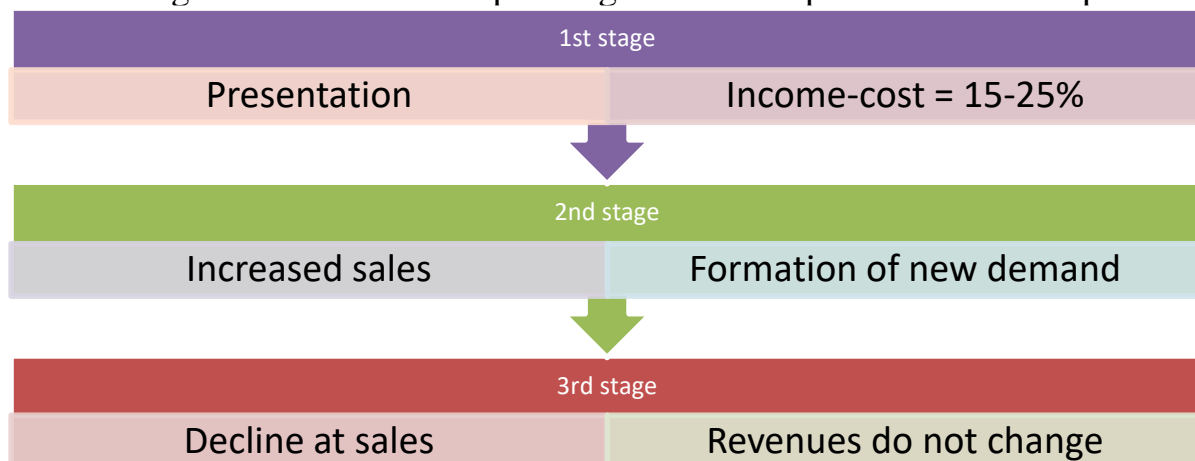 1st stage
Presentation Income-cost = 15-25%
2nd stage
Increased sales Formation of new demand
3rd stage
Decline at sales Revenues do not change